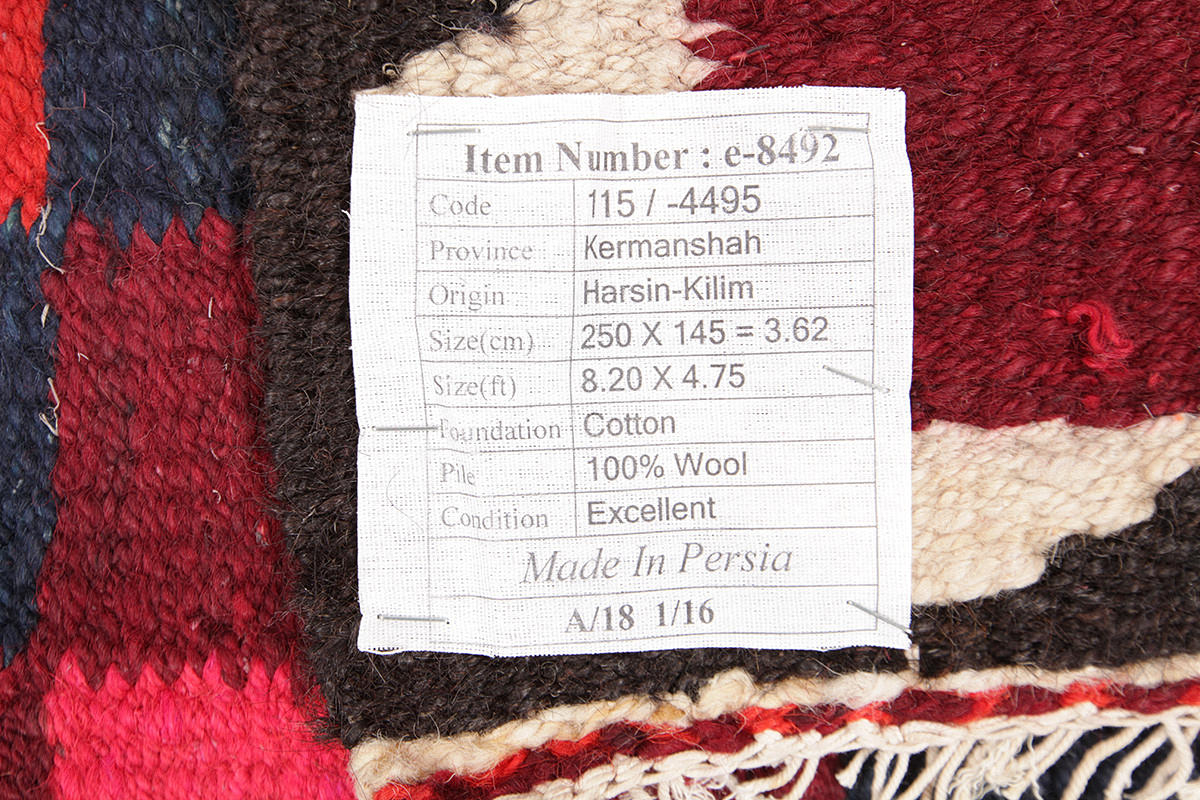 Item Number : e-8492
Code 115 / -4495
Province Kermanshah
Origin Harsin-Kilim
Size(cm) 250 X 145 = 3.62
Size(ft) 8.20 X 4.75
Foundation Cotton
Pile 100% Wool
Condition Excellent
Made In Persia
A/18 1/16